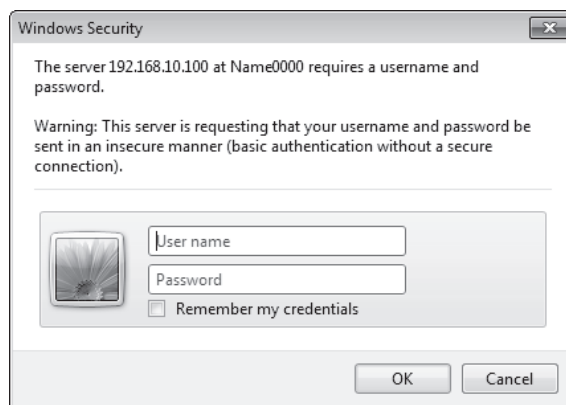 Windows Security
The server 192.168.10.100 at Name0000 requires a username and
password.
Warning: This server is requesting that your username and password be
sent in an insecure manner (basic authentication without a secure
connection).
User name
Password
Remember my credentials
OK
Cancel